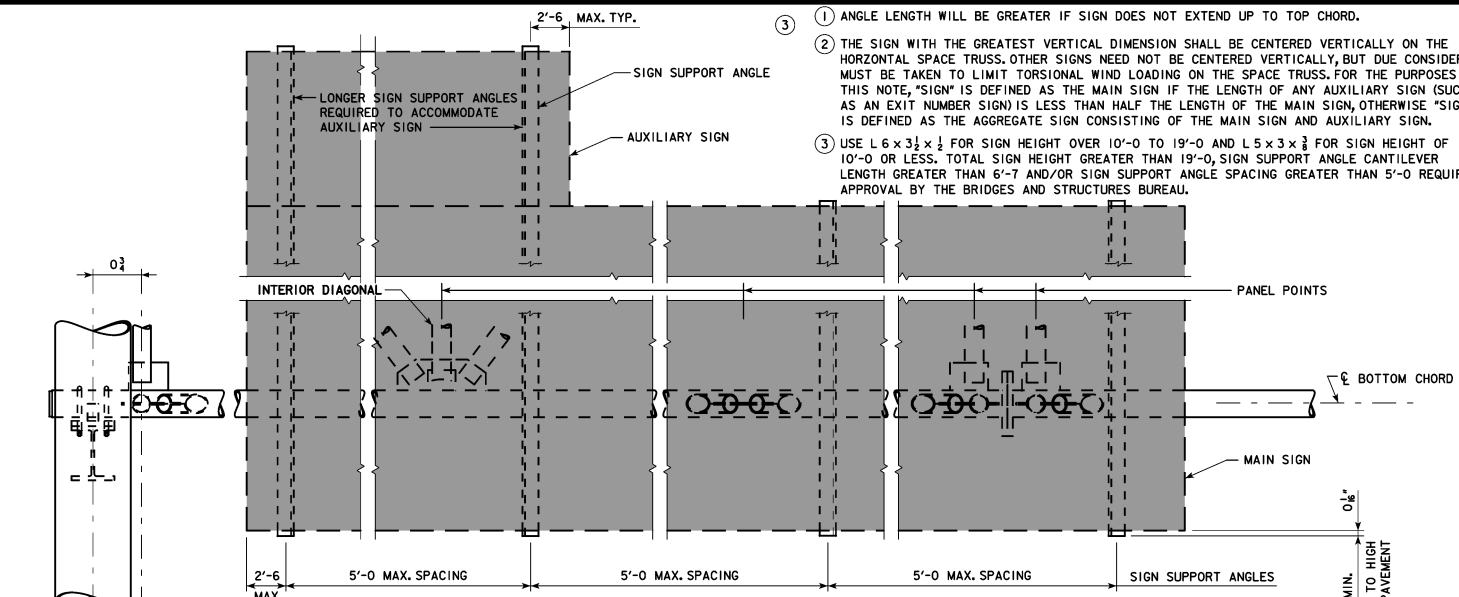 2'-6 MAX. TYP.
③
① ANGLE LENGTH WILL BE GREATER IF SIGN DOES NOT EXTEND UP TO TOP CHORD.
② THE SIGN WITH THE GREATEST VERTICAL DIMENSION SHALL BE CENTERED VERTICALLY ON THE
HORZONTAL SPACE TRUSS. OTHER SIGNS NEED NOT BE CENTERED VERTICALLY, BUT DUE CONSIDER
MUST BE TAKEN TO LIMIT TORSIONAL WIND LOADING ON THE SPACE TRUSS. FOR THE PURPOSES
THIS NOTE, "SIGN" IS DEFINED AS THE MAIN SIGN IF THE LENGTH OF ANY AUXILIARY SIGN (SUC
AS AN EXIT NUMBER SIGN) IS LESS THAN HALF THE LENGTH OF THE MAIN SIGN, OTHERWISE "SIG
IS DEFINED AS THE AGGREGATE SIGN CONSISTING OF THE MAIN SIGN AND AUXILIARY SIGN.
③ USE L 6 x 3½ x ½ FOR SIGN HEIGHT OVER 10'-0 TO 19'-0 AND L 5 x 3 x ⅜ FOR SIGN HEIGHT OF
10'-0 OR LESS. TOTAL SIGN HEIGHT GREATER THAN 19'-0, SIGN SUPPORT ANGLE CANTILEVER
LENGTH GREATER THAN 6'-7 AND/OR SIGN SUPPORT ANGLE SPACING GREATER THAN 5'-0 REQUIR
APPROVAL BY THE BRIDGES AND STRUCTURES BUREAU.
SIGN SUPPORT ANGLE
LONGER SIGN SUPPORT ANGLES
REQUIRED TO ACCOMMODATE
AUXILIARY SIGN
AUXILIARY SIGN
0¾
INTERIOR DIAGONAL
PANEL POINTS
℄ BOTTOM CHORD
MAIN SIGN
0 1/16"
2'-6
MAX.
5'-0 MAX. SPACING
5'-0 MAX. SPACING
5'-0 MAX. SPACING
SIGN SUPPORT ANGLES
MIN.
TO HIGH
PAVEMENT